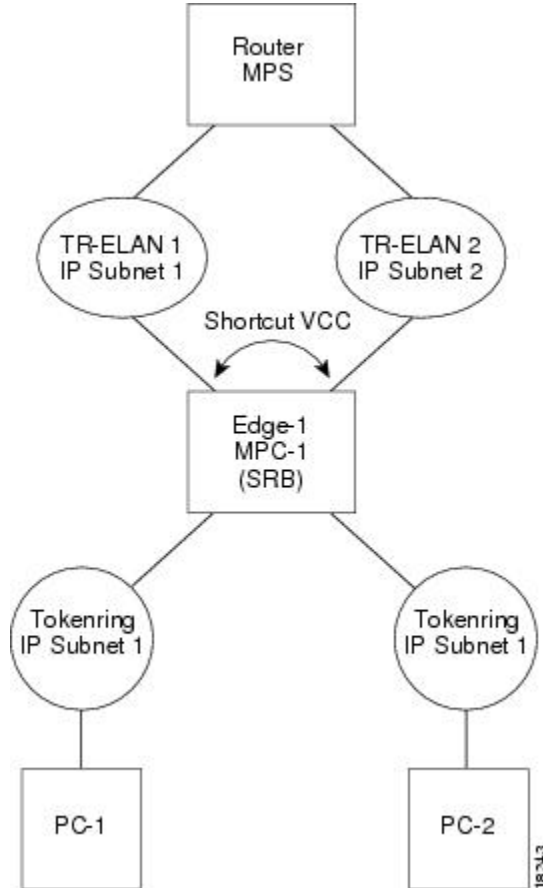 Router
MPS
TR-ELAN 1
IP Subnet 1
TR-ELAN 2
IP Subnet 2
Shortcut VCC
Edge-1
MPC-1
(SRB)
Tokenring
IP Subnet 1
Tokenring
IP Subnet 1
PC-1
PC-2